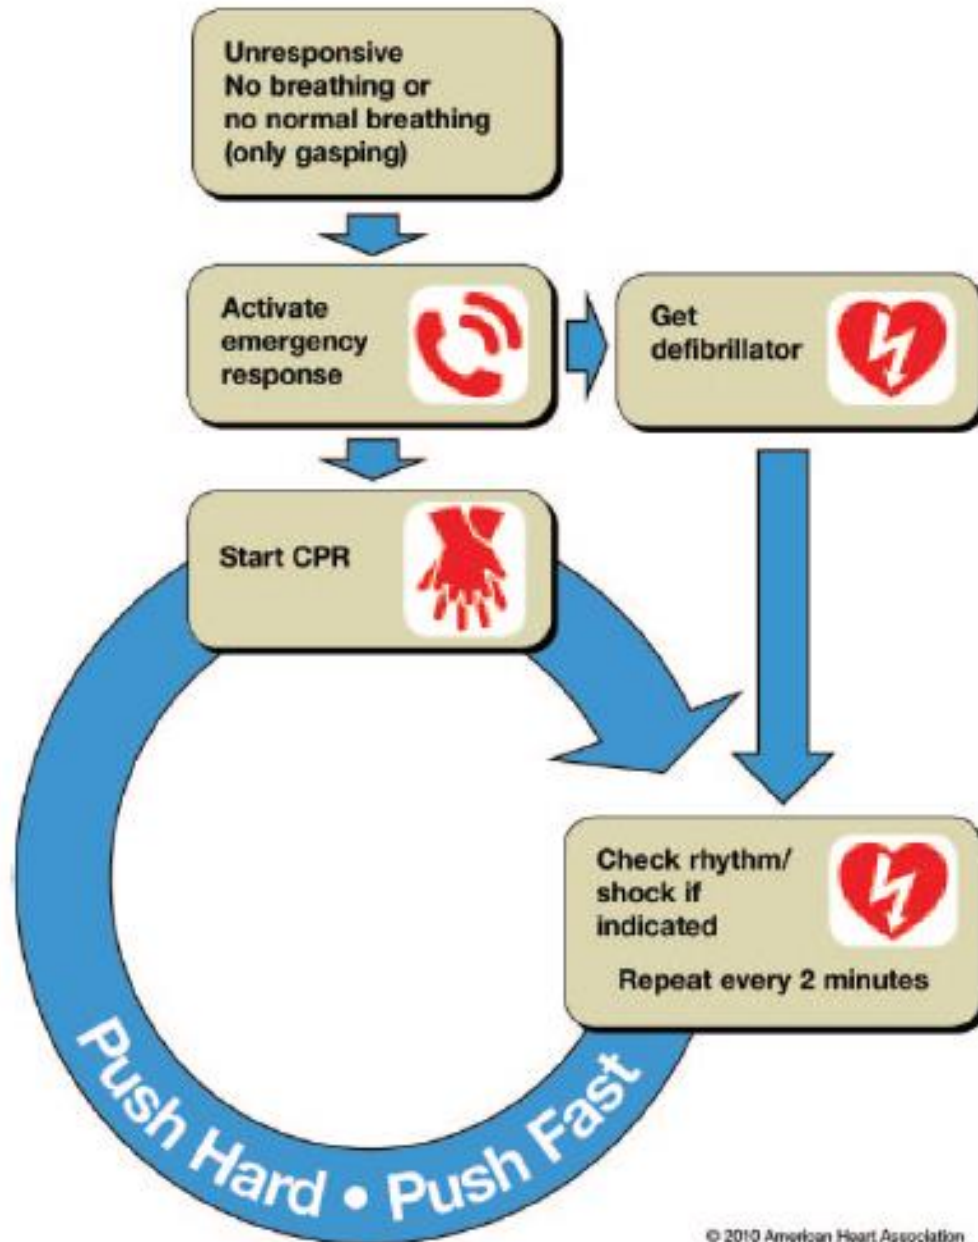 Unresponsive
No breathing or
no normal breathing
(only gasping)
Activate
emergency
response
Get
defibrillator
Start CPR
Check rhythm/
shock if
indicated
Repeat every 2 minutes
Push Hard • Push Fast
© 2010 American Heart Association